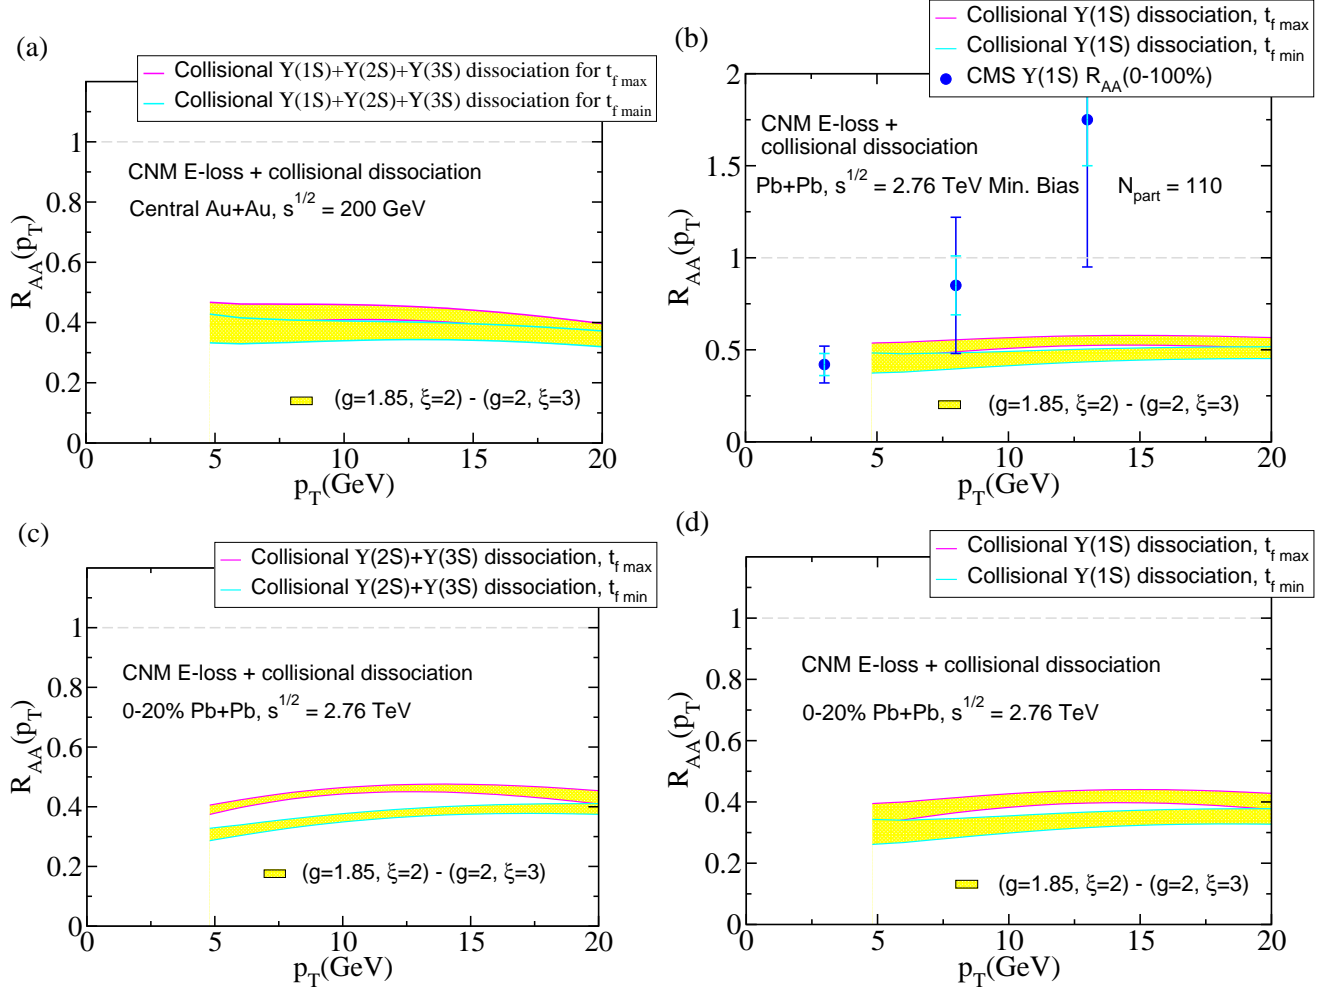 (a)
Collisional Υ(1S)+Υ(2S)+Υ(3S) dissociation for t_f max
Collisional Υ(1S)+Υ(2S)+Υ(3S) dissociation for t_f main
CNM E-loss + collisional dissociation
Central Au+Au, s^1/2 = 200 GeV
R_AA(p_T)
1
0.8
0.6
0.4
0.2
0
(g=1.85, ξ=2) - (g=2, ξ=3)
0 5 10 15 20
p_T(GeV)
(b)
Collisional Υ(1S) dissociation, t_f max
Collisional Υ(1S) dissociation, t_f min
CMS Υ(1S) R_AA(0-100%)
CNM E-loss +
collisional dissociation
Pb+Pb, s^1/2 = 2.76 TeV Min. Bias N_part = 110
R_AA(p_T)
2
1.5
1
0.5
0
(g=1.85, ξ=2) - (g=2, ξ=3)
0 5 10 15 20
p_T(GeV)
(c)
Collisional Υ(2S)+Υ(3S) dissociation, t_f max
Collisional Υ(2S)+Υ(3S) dissociation, t_f min
CNM E-loss + collisional dissociation
0-20% Pb+Pb, s^1/2 = 2.76 TeV
R_AA(p_T)
1
0.8
0.6
0.4
0.2
0
(g=1.85, ξ=2) - (g=2, ξ=3)
0 5 10 15 20
p_T(GeV)
(d)
Collisional Υ(1S) dissociation, t_f max
Collisional Υ(1S) dissociation, t_f min
CNM E-loss + collisional dissociation
0-20% Pb+Pb, s^1/2 = 2.76 TeV
R_AA(p_T)
1
0.8
0.6
0.4
0.2
0
(g=1.85, ξ=2) - (g=2, ξ=3)
0 5 10 15 20
p_T(GeV)